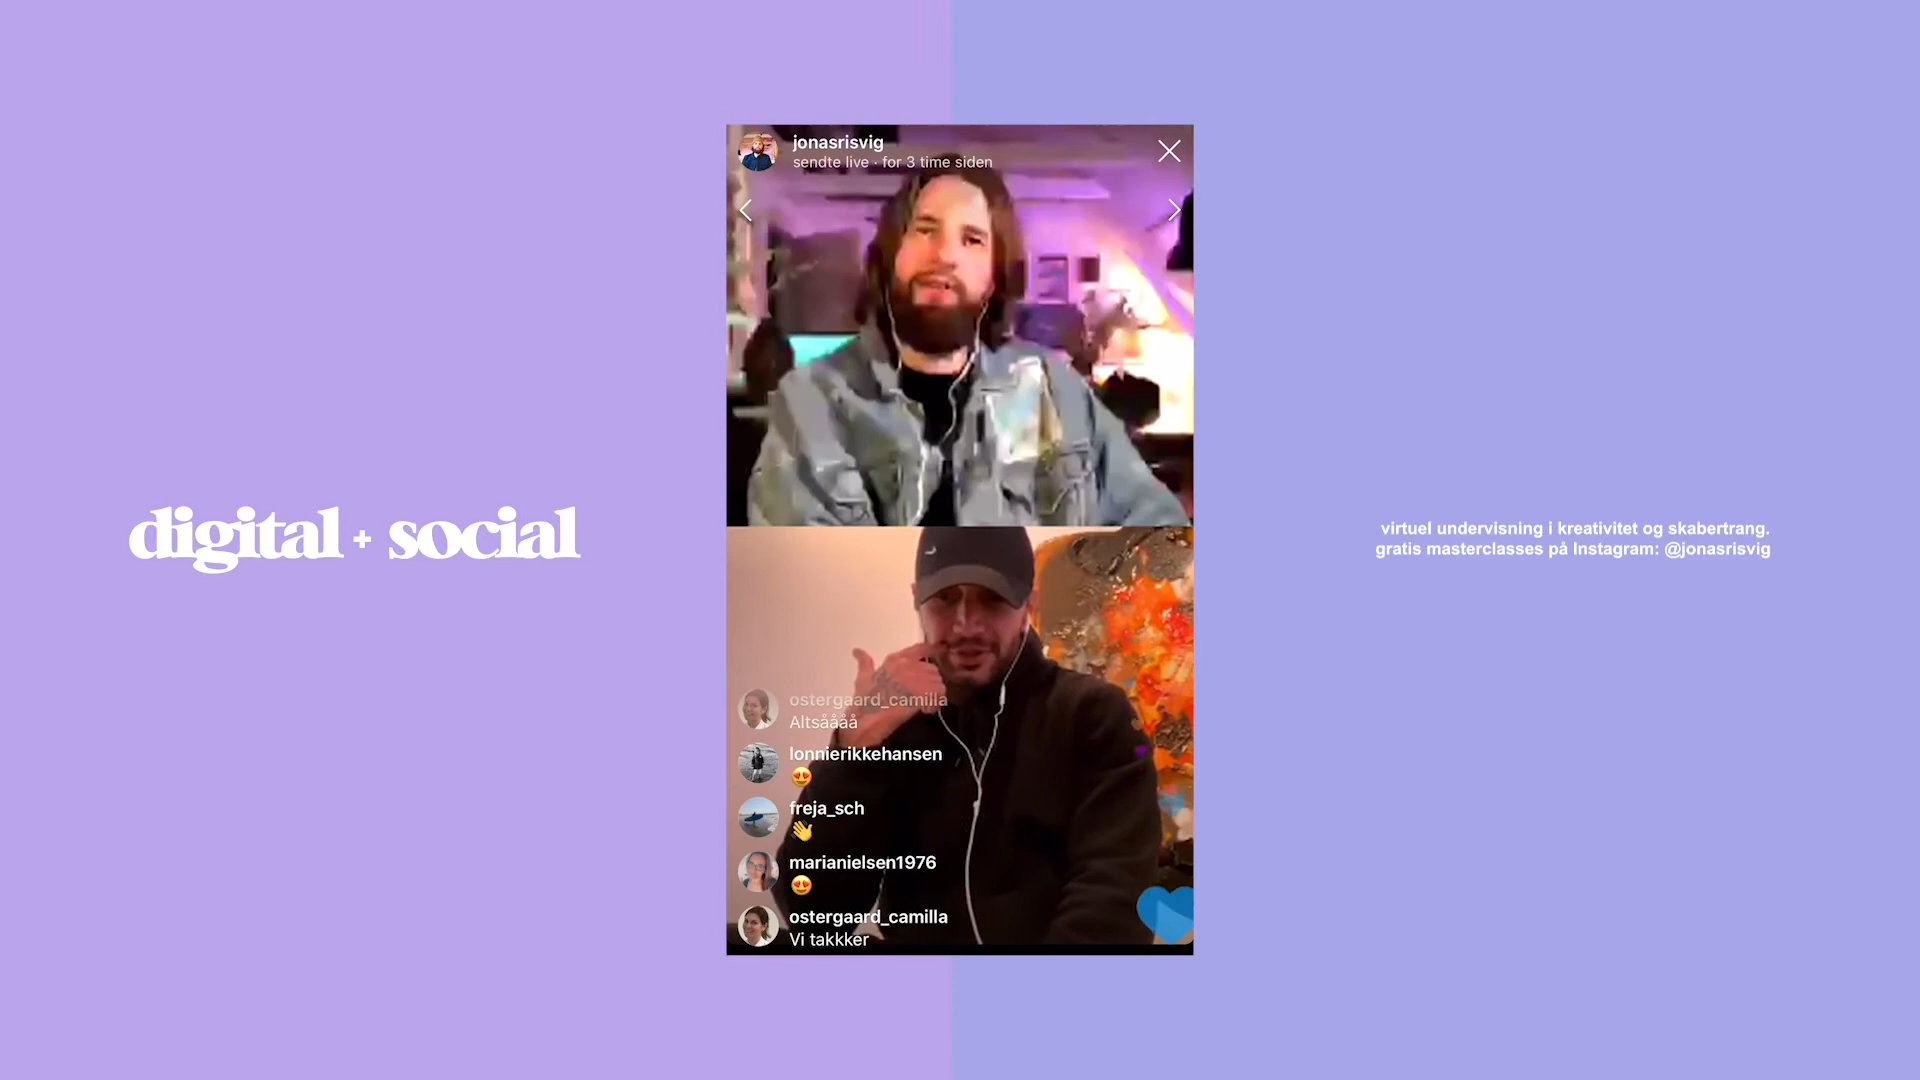 jonasrisvig
sendte live · for 3 time siden
digital + social
virtuel undervisning i kreativitet og skabertrang.
gratis masterclasses på Instagram: @jonasrisvig
ostergaard_camilla
Altsåååå
lonnierikkehansen
😍
freja_sch
👋
marianielsen1976
😍
ostergaard_camilla
Vi takkker